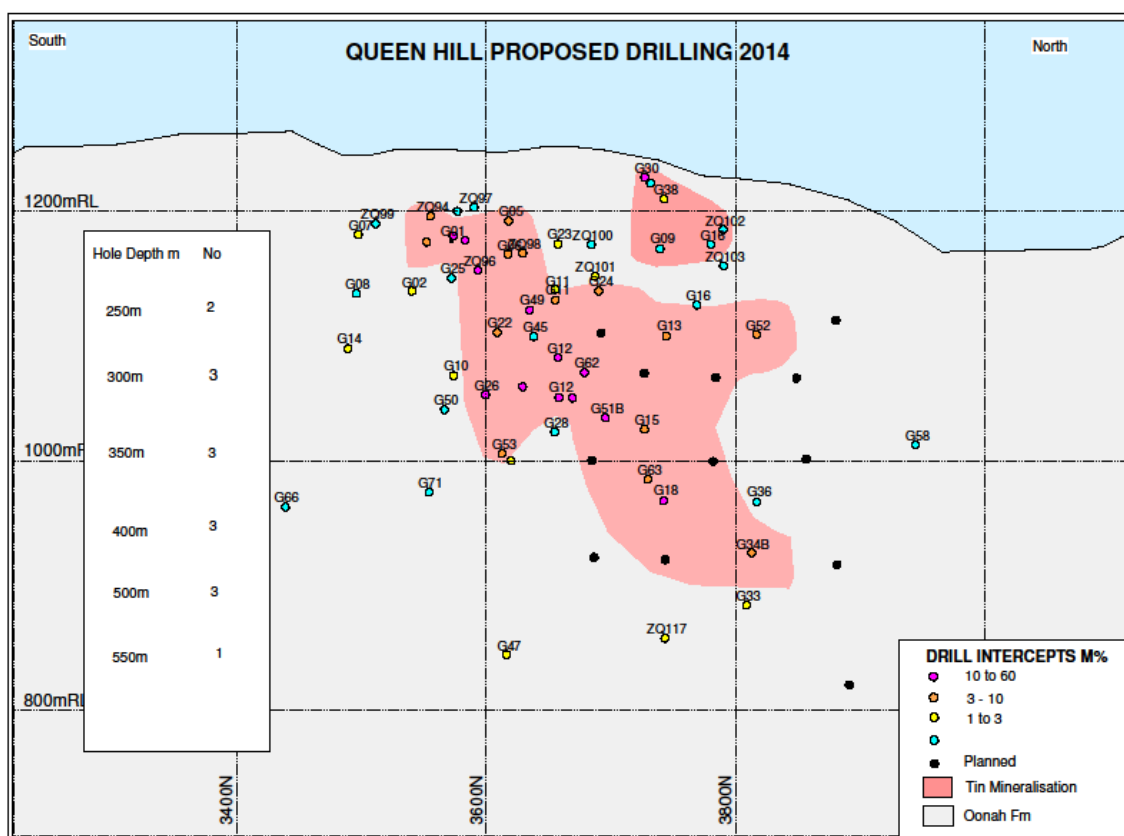 South
QUEEN HILL PROPOSED DRILLING 2014
North
G30
G38
1200mRL
ZQ99
G07
ZQ94
ZQ97
G01
G05
ZQ98
G23
ZQ100
G09
ZQ102
G18
ZQ103
G08
G02
G25
ZQ96
G11
G11
ZQ101
G24
G16
G49
G14
G22
G45
G13
G52
G10
G12
G62
G50
G26
G12
G51B
G28
G15
G58
1000mRL
G53
G63
G66
G71
G18
G36
G34B
G33
ZQ117
G47
800mRL
3400N
3600N
3800N
Hole Depth m No
250m 2
300m 3
350m 3
400m 3
500m 3
550m 1
DRILL INTERCEPTS M%
10 to 60
3 - 10
1 to 3
Planned
Tin Mineralisation
Oonah Fm